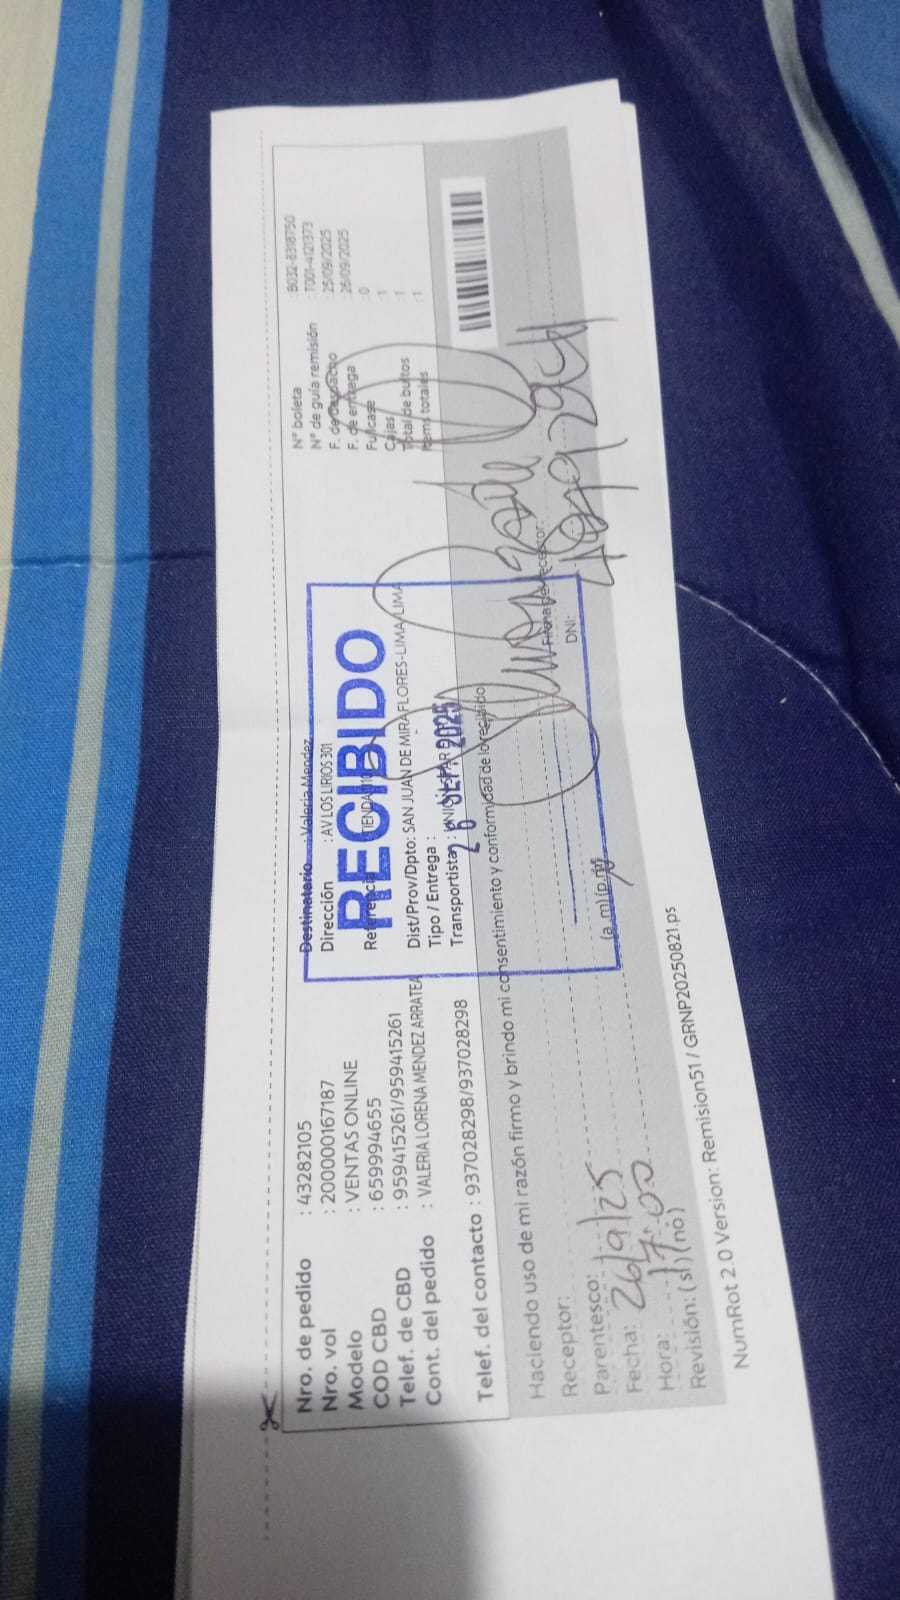 Nro. de pedido : 43282105
Nro. vol : 200000167187
Modelo : VENTAS ONLINE
COD CBD : 659994655
Telef. de CBD : 959415261/959415261
Cont. del pedido : VALERIA LORENA MENDEZ ARRATEA
Telef. del contacto : 937028298/937028298
Destinatario : Valeria Mendez
Dirección : AV LOS LIRIOS 301
Referencia
RECIBIDO
Dist/Prov/Dpto: SAN JUAN DE MIRAFLORES-LIMA/LIMA
Tipo / Entrega :
Transportista :
26 SET. 2025
N° boleta : B032-8318750
N° de guía remisión : T001-4121373
F. de despacho : 25/09/2025
F. de entrega : 26/09/2025
Fullcase : 0
Cajas : 1
Total de bultos : 1
Items totales : 1
Haciendo uso de mi razón firmo y brindo mi consentimiento y conformidad de lo recibido
Receptor:
Parentesco:
Fecha: 26/9/25
Hora: 17:00 (a.m) (p.m)
Revisión: (si) (no)
DNI:
NumRot 2.0 Version: Remision51 / GRNP20250821 ps